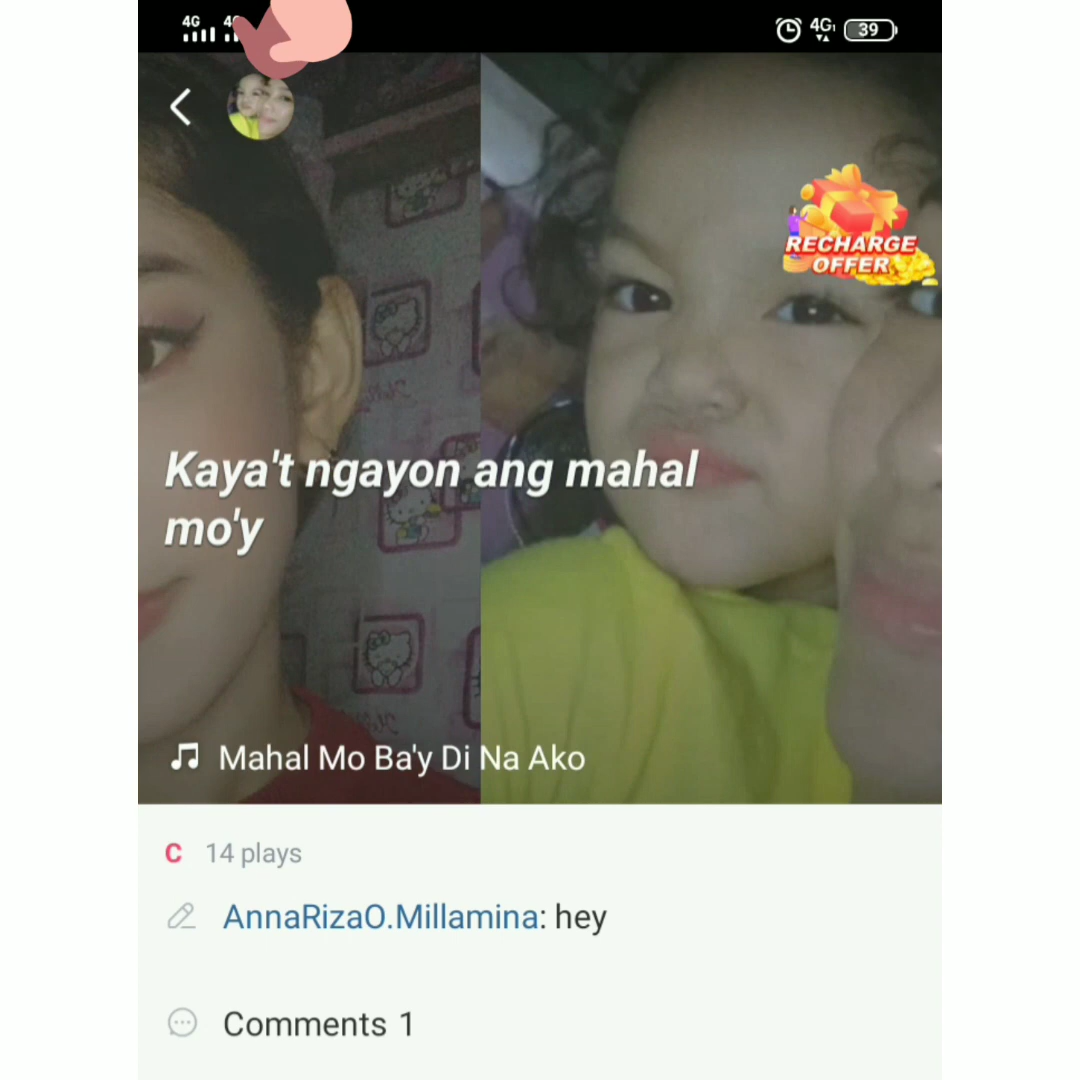 4G 4G 4G1 39
RECHARGE
OFFER
Kaya't ngayon ang mahal
mo'y
Mahal Mo Ba'y Di Na Ako
C 14 plays
AnnaRizaO.Millamina: hey
Comments 1